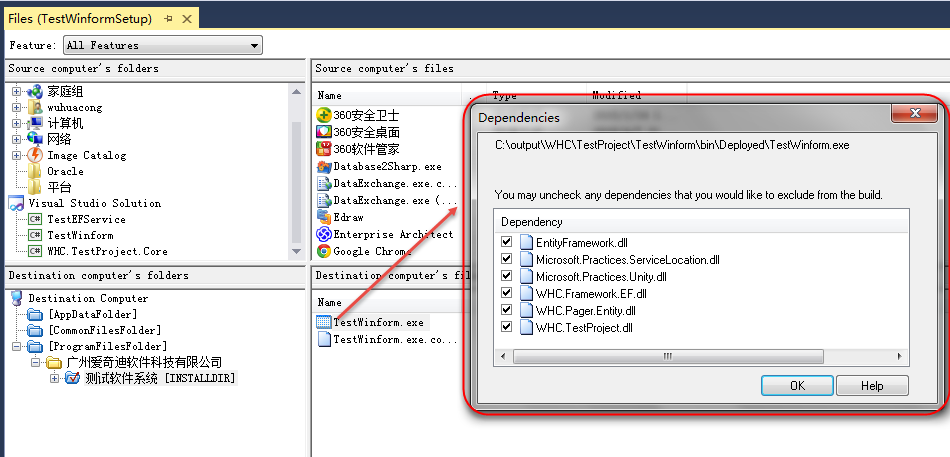 Files (TestWinformSetup)
Feature: All Features
Source computer's folders
家庭组
wuhuacong
计算机
网络
Image Catalog
Oracle
平台
Visual Studio Solution
TestEFService
TestWinform
WHC.TestProject.Core
Source computer's files
Name ... Type Modified
360安全卫士
360安全桌面
360软件管家
Database2Sharp.exe
DataExchange.exe.c...
DataExchange.exe (...
Edraw
Enterprise Architect
Google Chrome
Destination computer's folders
Destination Computer
[AppDataFolder]
[CommonFilesFolder]
[ProgramFilesFolder]
广州爱奇迪软件科技有限公司
测试软件系统 [INSTALLDIR]
Destination computer's f
Name
TestWinform.exe
TestWinform.exe.co...
Dependencies
C:\output\WHC\TestProject\TestWinform\bin\Deployed\TestWinform.exe
You may uncheck any dependencies that you would like to exclude from the build.
Dependency
EntityFramework.dll
Microsoft.Practices.ServiceLocation.dll
Microsoft.Practices.Unity.dll
WHC.Framework.EF.dll
WHC.Pager.Entity.dll
WHC.TestProject.dll
OK Help